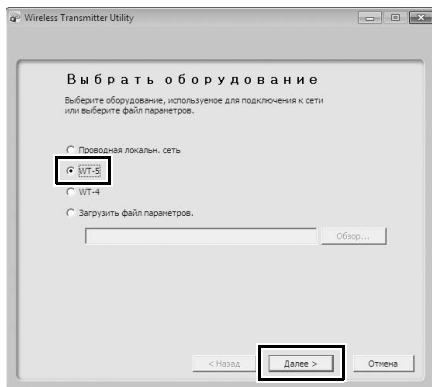 Wireless Transmitter Utility
Выбрать оборудование
Выберите оборудование, используемое для подключения к сети
или выберите файл параметров.
Проводная локальн. сеть
WT-5
WT-4
Загрузить файл параметров.
Обзор...
< Назад
Далее >
Отмена